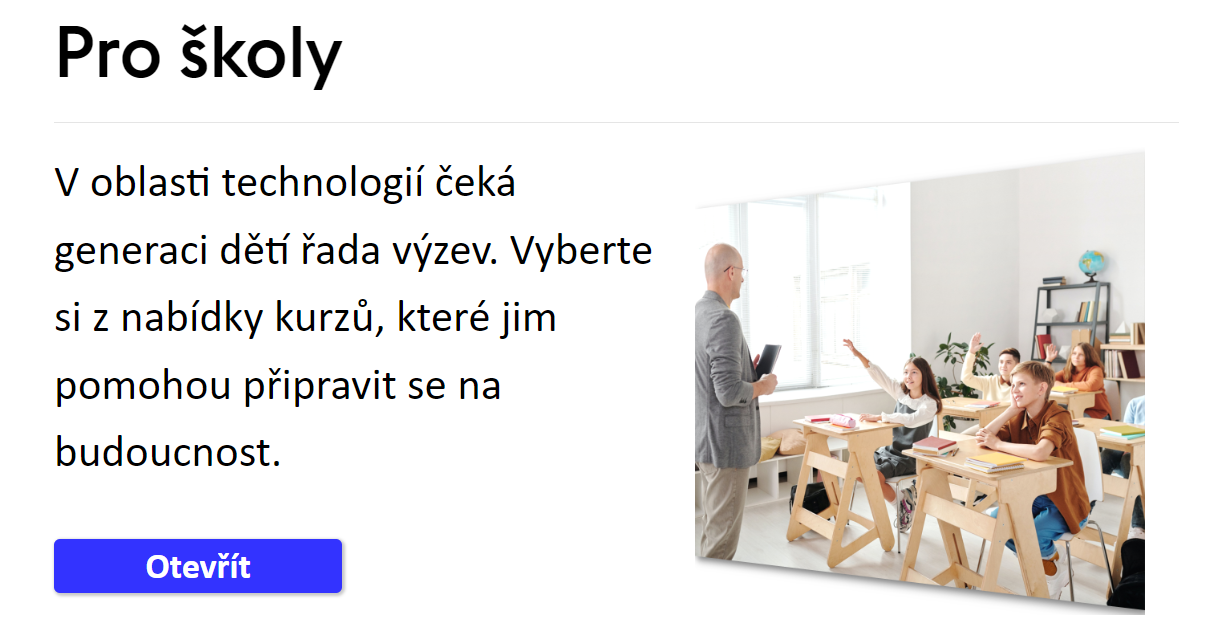 Pro školy
V oblasti technologií čeká
generaci dětí řada výzev. Vyberte
si z nabídky kurzů, které jim
pomohou připravit se na
budoucnost.
Otevřít